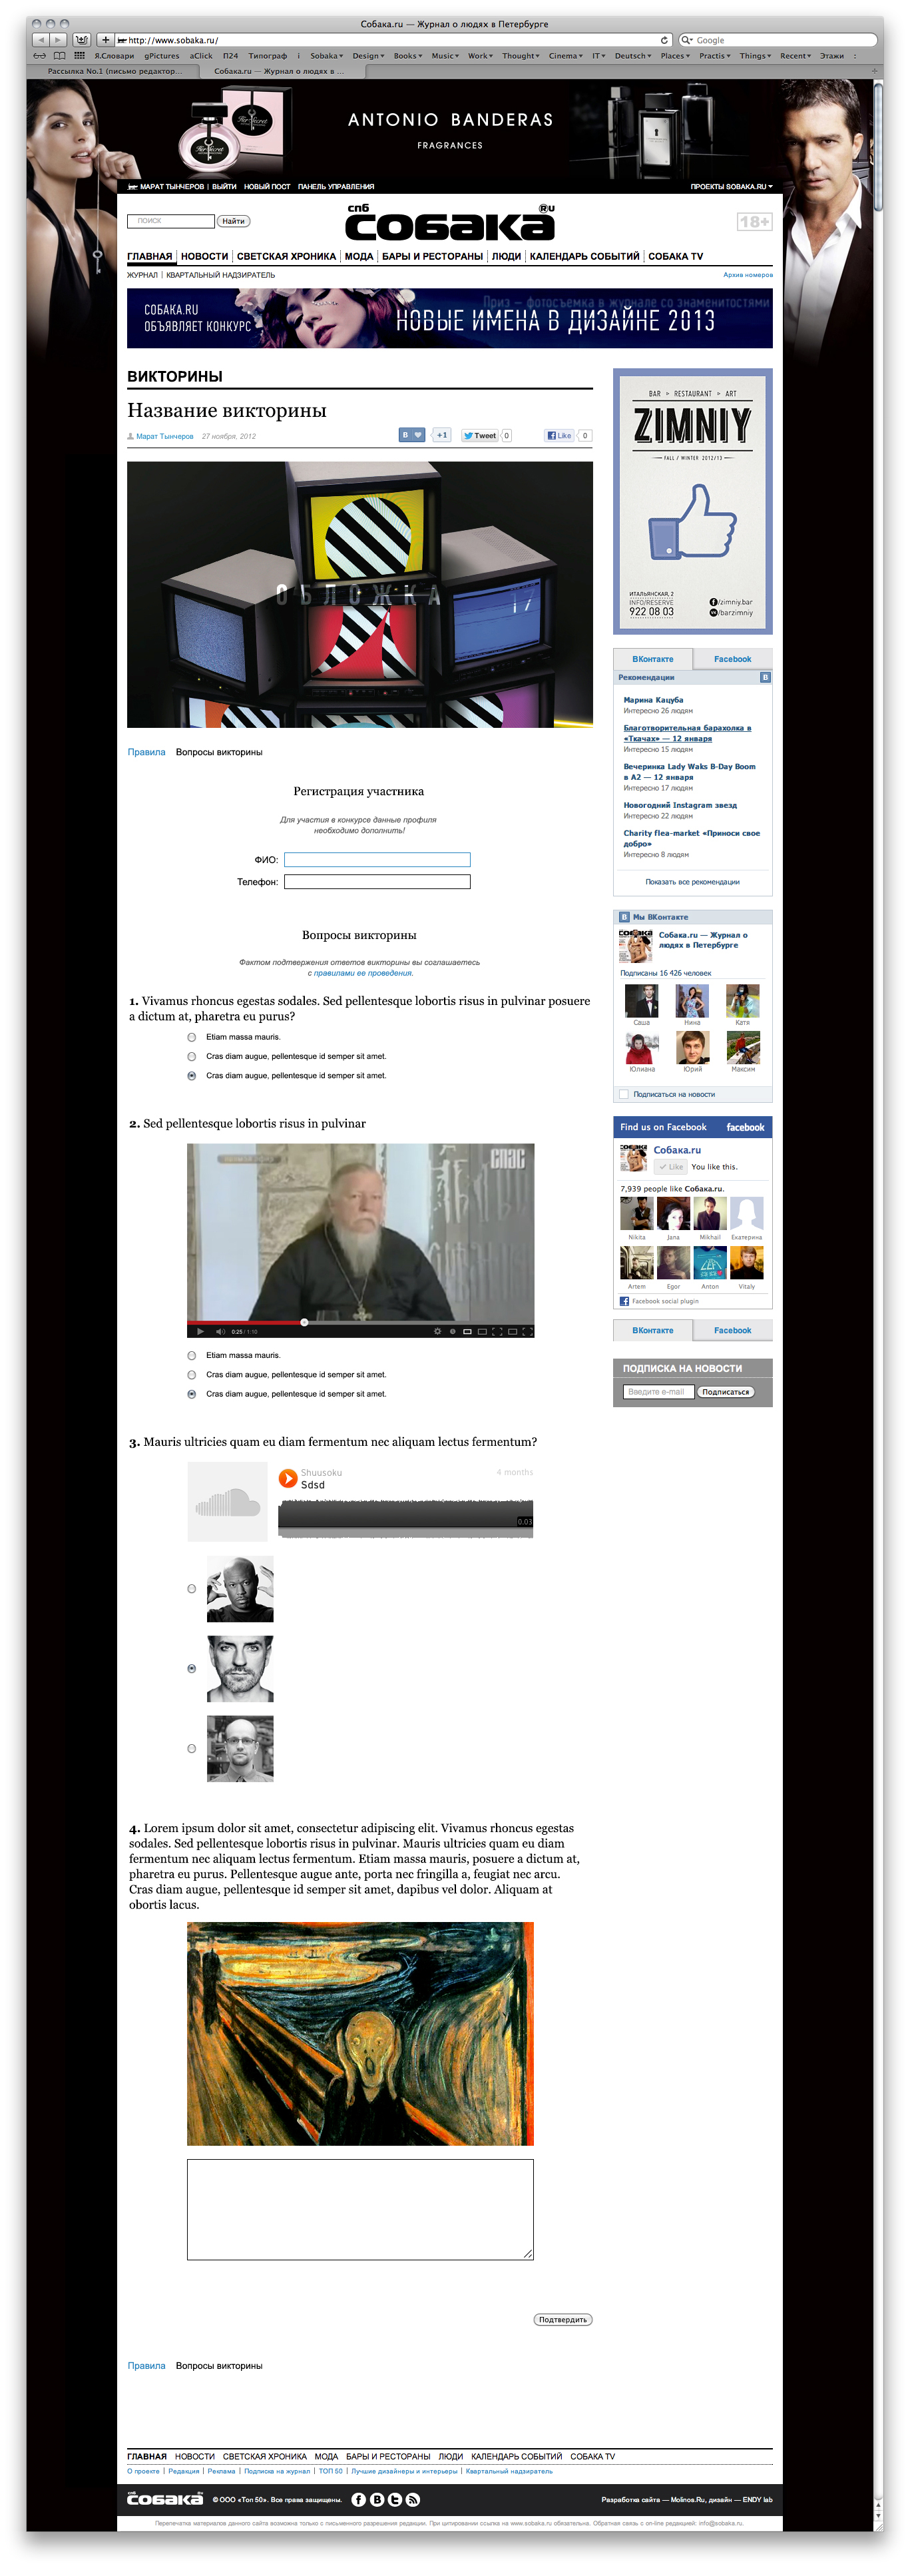 Собака.ru — Журнал о людях в Петербурге
http://www.sobaka.ru/
Google
Я.Словари gPictures aClick П24 Типограф i Sobaka Design Books Music Work Thought Cinema IT Deutsch Places Practis Things Recent Этажи
Рассылка No.1 (письмо редактор...
Собака.ru — Журнал о людях в ...
ANTONIO BANDERAS
FRAGRANCES
МАРАТ ТЫНЧЕРОВ | ВЫЙТИ НОВЫЙ ПОСТ ПАНЕЛЬ УПРАВЛЕНИЯ
ПРОЕКТЫ SOBAKA.RU
ПОИСК
Найти
спб
собака.Ru
18+
ГЛАВНАЯ НОВОСТИ СВЕТСКАЯ ХРОНИКА МОДА БАРЫ И РЕСТОРАНЫ ЛЮДИ КАЛЕНДАРЬ СОБЫТИЙ СОБАКА TV
ЖУРНАЛ | КВАРТАЛЬНЫЙ НАДЗИРАТЕЛЬ
Архив номеров
СОБАКА.RU
ОБЪЯВЛЯЕТ КОНКУРС
Приз – фотосъемка в журнале со знаменитостями
НОВЫЕ ИМЕНА В ДИЗАЙНЕ 2013
ВИКТОРИНЫ
Название викторины
Марат Тынчеров 27 ноября, 2012
В +1 Tweet 0 Like 0
ОБЛОЖКА
Правила Вопросы викторины
Регистрация участника
Для участия в конкурсе данные профиля
необходимо дополнить!
ФИО:
Телефон:
Вопросы викторины
Фактом подтверждения ответов викторины вы соглашаетесь
с правилами ее проведения.
1. Vivamus rhoncus egestas sodales. Sed pellentesque lobortis risus in pulvinar posuere
a dictum at, pharetra eu purus?
Etiam massa mauris.
Cras diam augue, pellentesque id semper sit amet.
Cras diam augue, pellentesque id semper sit amet.
2. Sed pellentesque lobortis risus in pulvinar
СПАС
0:25 / 1:10
Etiam massa mauris.
Cras diam augue, pellentesque id semper sit amet.
Cras diam augue, pellentesque id semper sit amet.
3. Mauris ultricies quam eu diam fermentum nec aliquam lectus fermentum?
Shuusoku
4 months
Sdsd
0.03
4. Lorem ipsum dolor sit amet, consectetur adipiscing elit. Vivamus rhoncus egestas
sodales. Sed pellentesque lobortis risus in pulvinar. Mauris ultricies quam eu diam
fermentum nec aliquam lectus fermentum. Etiam massa mauris, posuere a dictum at,
pharetra eu purus. Pellentesque augue ante, porta nec fringilla a, feugiat nec arcu.
Cras diam augue, pellentesque id semper sit amet, dapibus vel dolor. Aliquam at
obortis lacus.
Подтвердить
Правила Вопросы викторины
BAR RESTAURANT ART
ZIMNIY
FALL / WINTER 2012/13
ИТАЛЬЯНСКАЯ, 2
INFO/RESERVE
922 08 03
/zimniy.bar
/barzimniy
ВКонтакте Facebook
Рекомендации В
Марина Кацуба
Интересно 26 людям
Благотворительная барахолка в
«Ткачах» — 12 января
Интересно 15 людям
Вечеринка Lady Waks B-Day Boom
в А2 — 12 января
Интересно 17 людям
Новогодний Instagram звезд
Интересно 22 людям
Charity flea-market «Приноси свое
добро»
Интересно 8 людям
Показать все рекомендации
В Мы ВКонтакте
Собака.ru — Журнал о
людях в Петербурге
Подписаны 16 426 человек
Саша Нина Катя
Юлиана Юрий Максим
Подписаться на новости
Find us on Facebook facebook
Собака.ru
Like You like this.
7,939 people like Собака.ru.
Nikita Jana Mikhail Екатерина
Artem Egor Anton Vitaly
Facebook social plugin
ВКонтакте Facebook
ПОДПИСКА НА НОВОСТИ
Введите e-mail
Подписаться
ГЛАВНАЯ НОВОСТИ СВЕТСКАЯ ХРОНИКА МОДА БАРЫ И РЕСТОРАНЫ ЛЮДИ КАЛЕНДАРЬ СОБЫТИЙ СОБАКА TV
О проекте | Редакция | Реклама | Подписка на журнал | ТОП 50 | Лучшие дизайнеры и интерьеры | Квартальный надзиратель
спб
собака.Ru
© ООО «Топ 50». Все права защищены.
Разработка сайта — Molinos.Ru, дизайн — ENDY lab
Перепечатка материалов данного сайта возможна только с письменного разрешения редакции. При цитировании ссылка на www.sobaka.ru обязательна. Обратная связь с on-line редакцией: info@sobaka.ru.